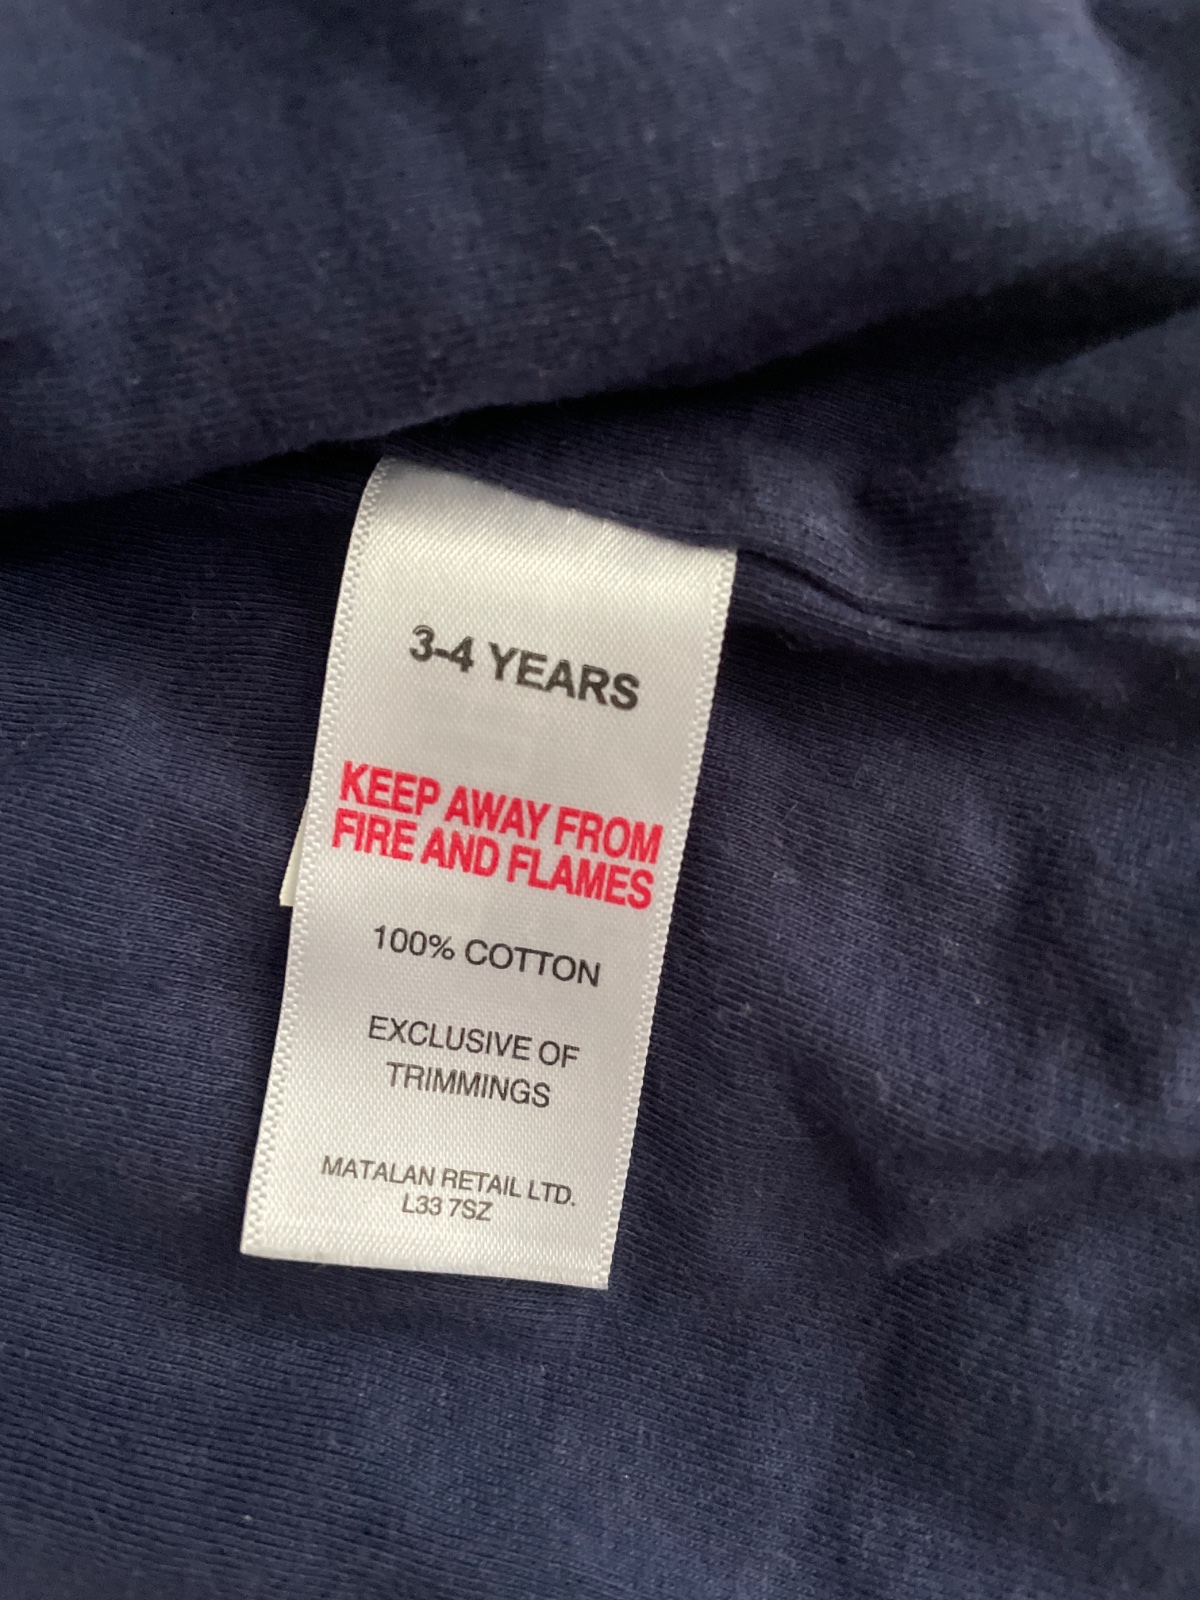 3-4 YEARS
KEEP AWAY FROM
FIRE AND FLAMES
100% COTTON
EXCLUSIVE OF
TRIMMINGS
MATALAN RETAIL LTD.
L33 7SZ